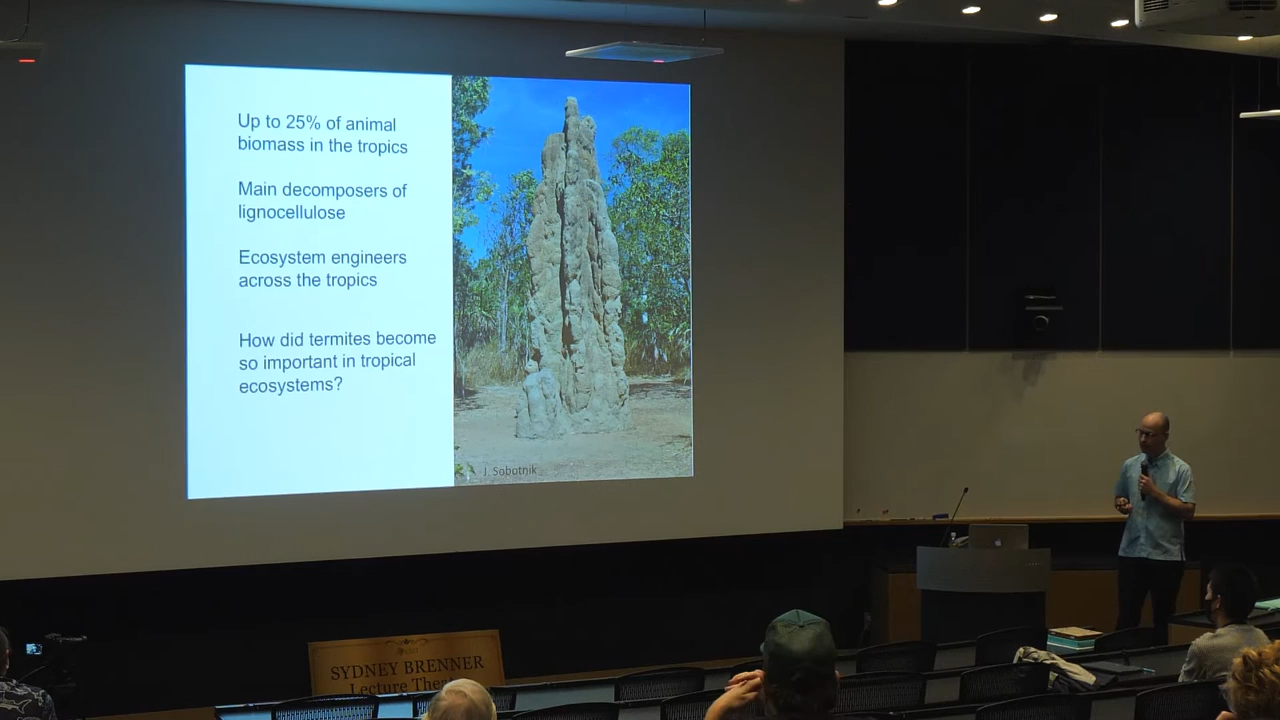 Up to 25% of animal
biomass in the tropics
Main decomposers of
lignocellulose
Ecosystem engineers
across the tropics
How did termites become
so important in tropical
ecosystems?
J. Sobotnik
SYDNEY BRENNER
Lecture